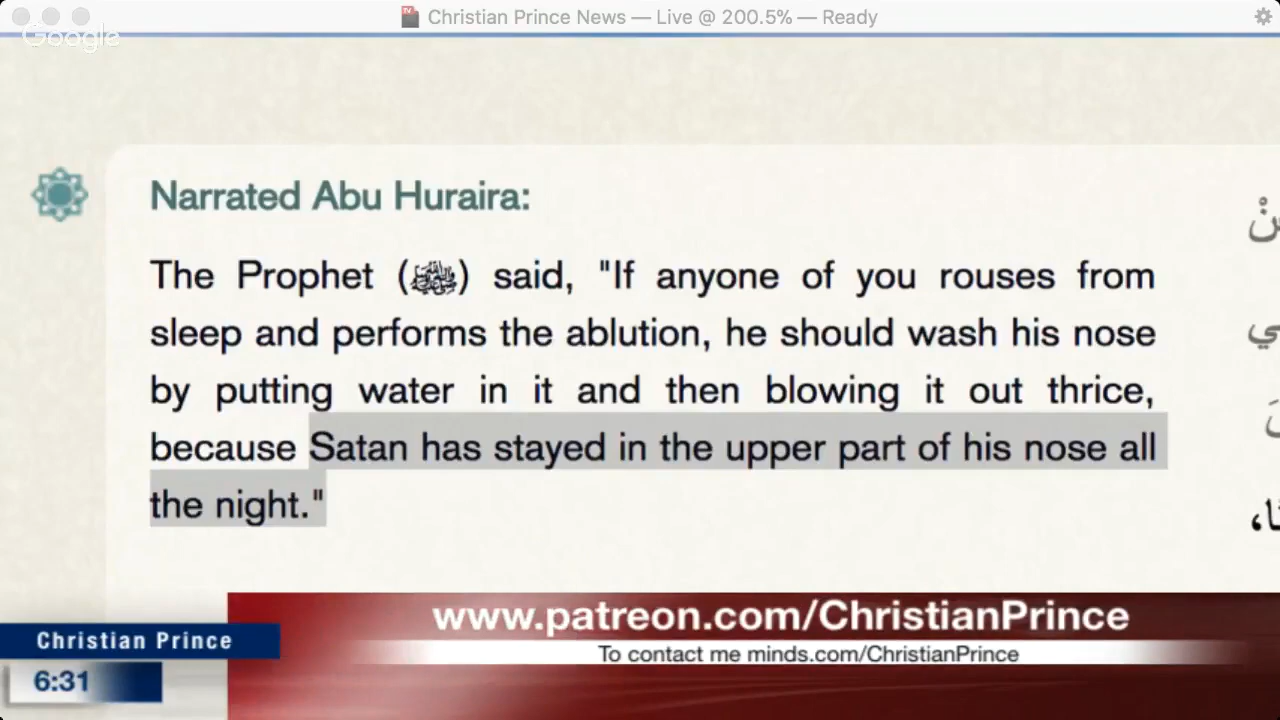 Christian Prince News — Live @ 200.5% — Ready
Google
Narrated Abu Huraira:
The Prophet (ﷺ) said, "If anyone of you rouses from
sleep and performs the ablution, he should wash his nose
by putting water in it and then blowing it out thrice,
because Satan has stayed in the upper part of his nose all
the night."
www.patreon.com/ChristianPrince
To contact me minds.com/ChristianPrince
Christian Prince
6:31